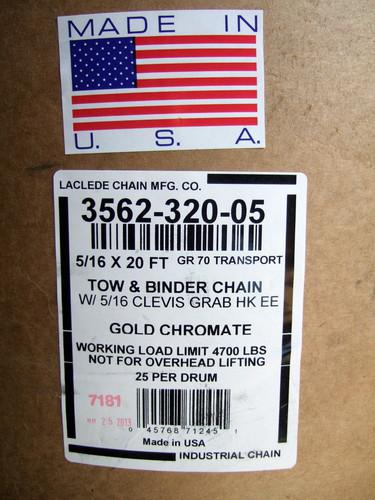 MADE IN
U. S. A.
LACLEDE CHAIN MFG. CO.
3562-320-05
5/16 X 20 FT GR 70 TRANSPORT
TOW & BINDER CHAIN
W/ 5/16 CLEVIS GRAB HK EE
GOLD CHROMATE
WORKING LOAD LIMIT 4700 LBS
NOT FOR OVERHEAD LIFTING
25 PER DRUM
7181
25 2013
0 45768 71245 1
Made in USA
INDUSTRIAL CHAIN